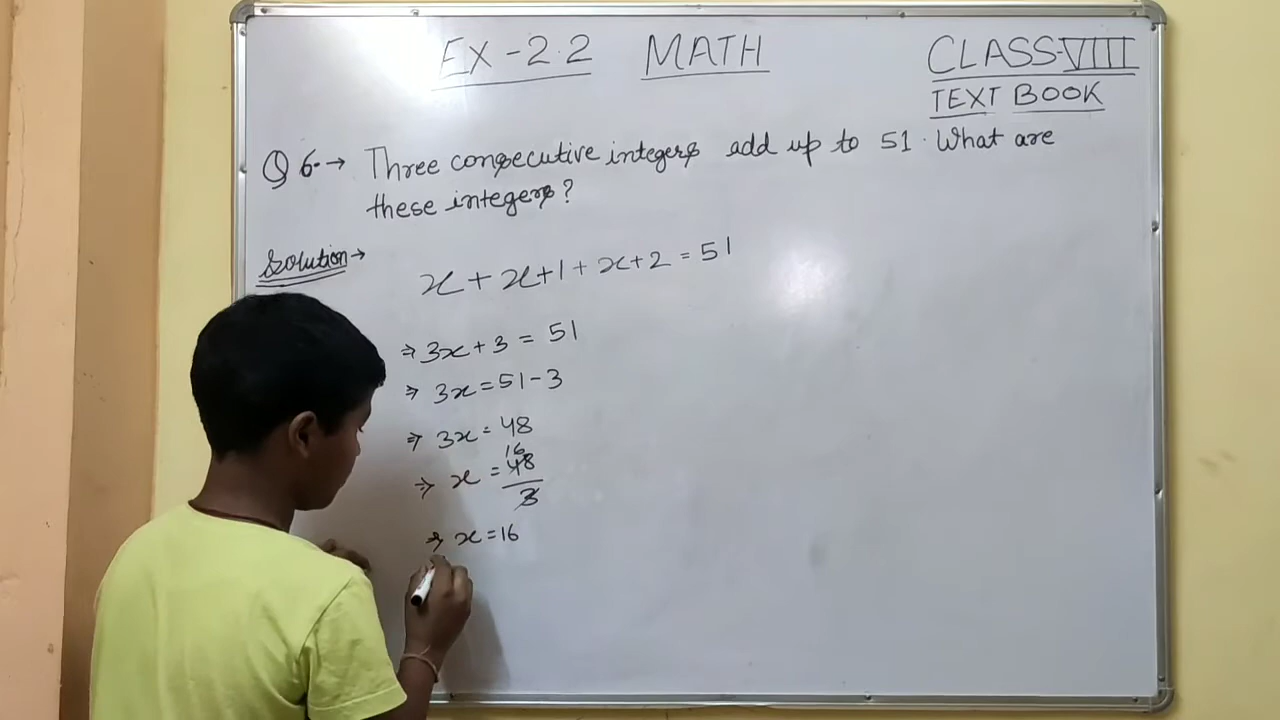 EX-2.2 MATH CLASS-VIII
TEXT BOOK
Q 6.→ Three consecutive integers add up to 51. What are
these integers?
Solution→
x + x+1 + x+2 = 51
⇒ 3x+3 = 51
⇒ 3x = 51-3
⇒ 3x = 48
16
⇒ x = 48
3
⇒ x = 16